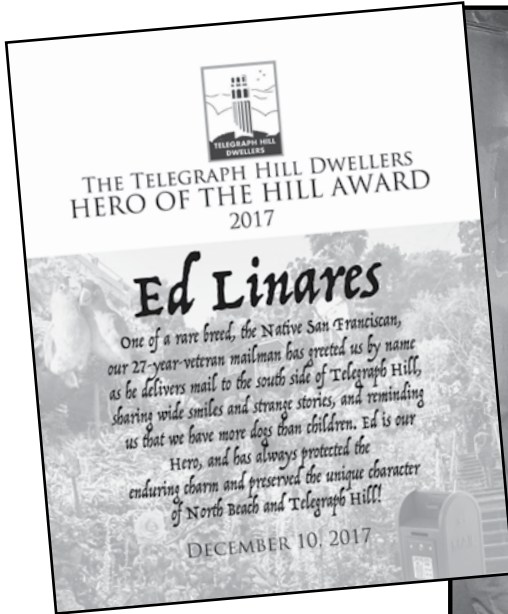 TELEGRAPH HILL
DWELLERS
THE TELEGRAPH HILL DWELLERS
HERO OF THE HILL AWARD
2017
Ed Linares
One of a rare breed, the Native San Franciscan,
our 27-year-veteran mailman has greeted us by name
as he delivers mail to the south side of Telegraph Hill,
sharing wide smiles and strange stories, and reminding
us that we have more dogs than children. Ed is our
Hero, and has always protected the
enduring charm and preserved the unique character
of North Beach and Telegraph Hill!
DECEMBER 10, 2017